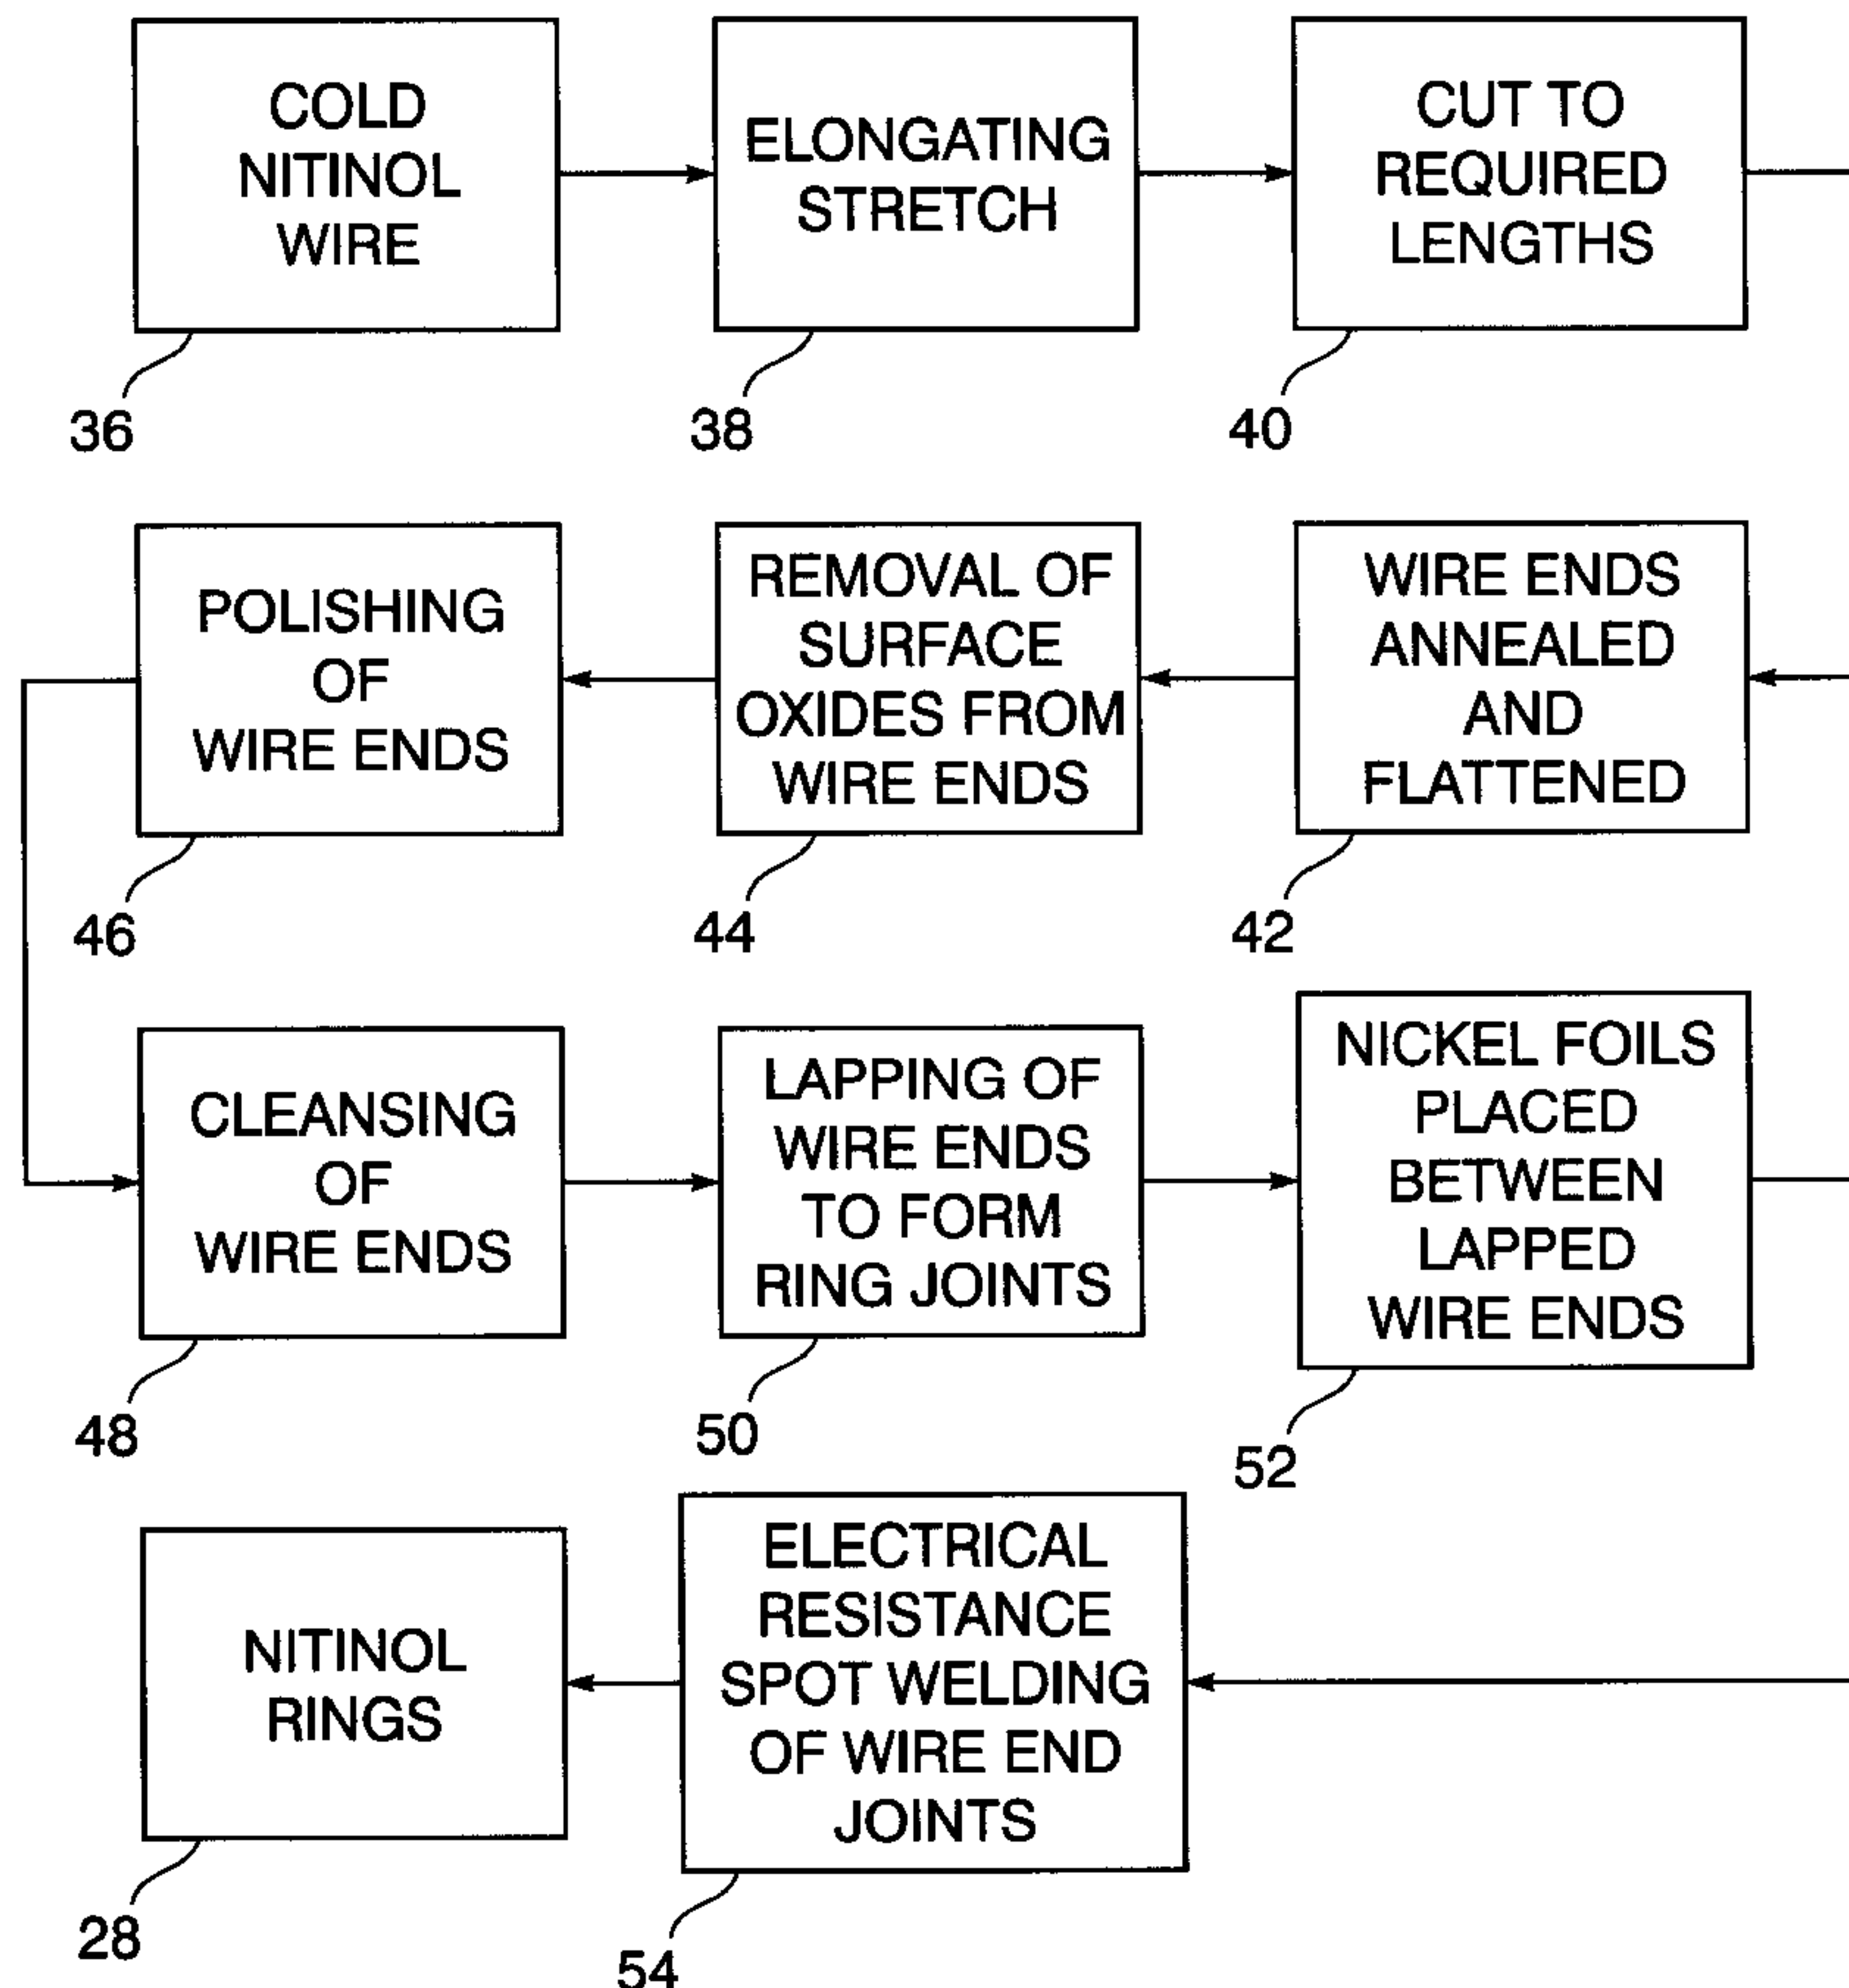 COLD
NITINOL
WIRE
36
ELONGATING
STRETCH
38
CUT TO
REQUIRED
LENGTHS
40
WIRE ENDS
ANNEALED
AND
FLATTENED
42
REMOVAL OF
SURFACE
OXIDES FROM
WIRE ENDS
44
POLISHING
OF
WIRE ENDS
46
CLEANSING
OF
WIRE ENDS
48
LAPPING OF
WIRE ENDS
TO FORM
RING JOINTS
50
NICKEL FOILS
PLACED
BETWEEN
LAPPED
WIRE ENDS
52
ELECTRICAL
RESISTANCE
SPOT WELDING
OF WIRE END
JOINTS
54
NITINOL
RINGS
28